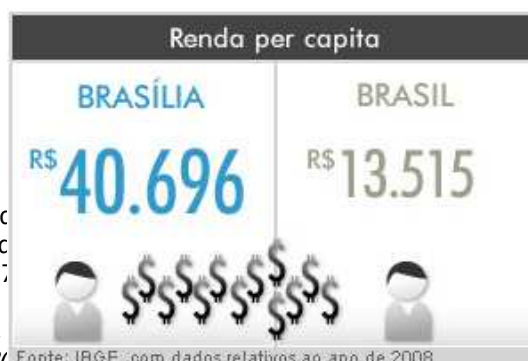 Renda per capita
BRASÍLIA
R$ 40.696
BRASIL
R$ 13.515
$$$$$$$$$$$$
Fonte: IBGE, com dados relativos ao ano de 2008